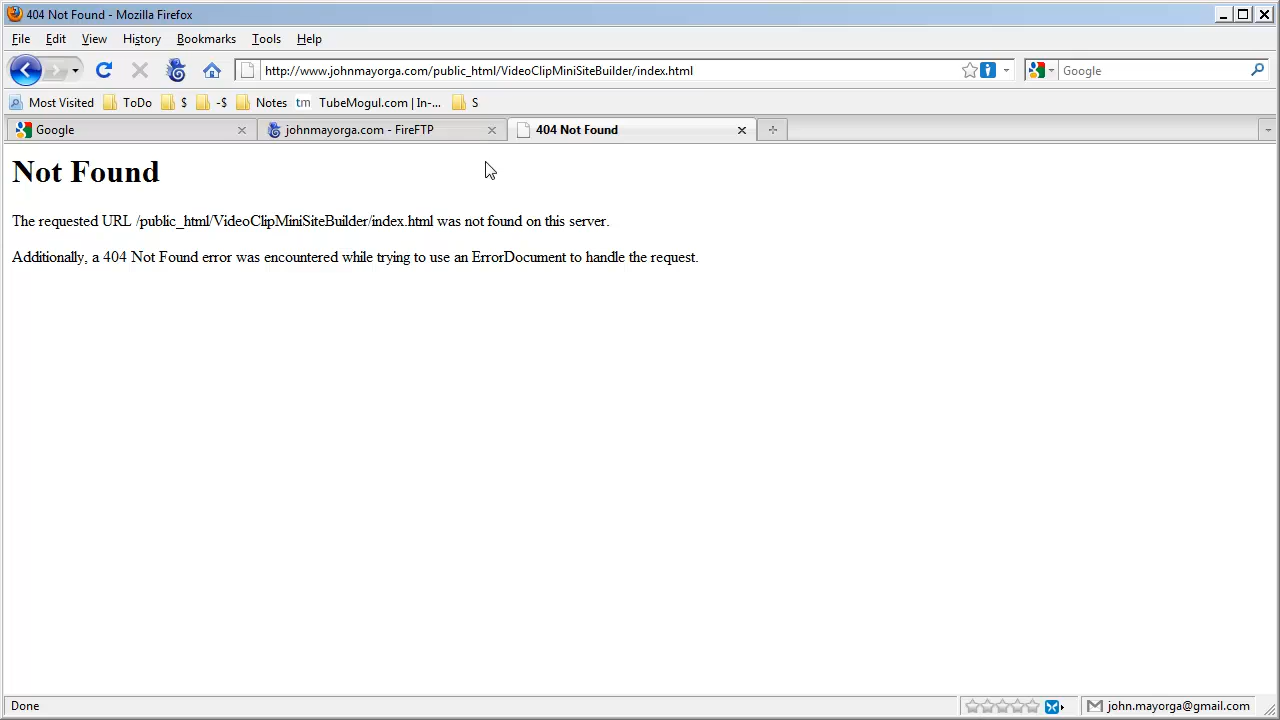 404 Not Found - Mozilla Firefox
File Edit View History Bookmarks Tools Help
http://www.johnmayorga.com/public_html/VideoClipMiniSiteBuilder/index.html Google
Most Visited ToDo $ -$ Notes tm TubeMogul.com | In-... S
Google johnmayorga.com - FireFTP 404 Not Found
Not Found
The requested URL /public_html/VideoClipMiniSiteBuilder/index.html was not found on this server.
Additionally, a 404 Not Found error was encountered while trying to use an ErrorDocument to handle the request.
Done john.mayorga@gmail.com